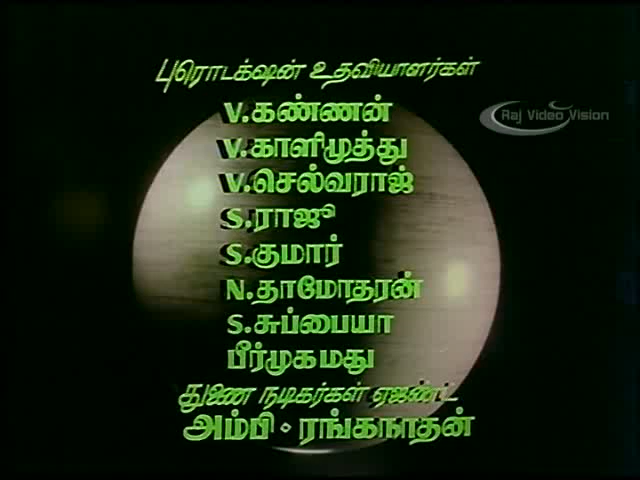 புரொடக்ஷன் உதவியாளர்கள்
Raj Video Vision
V.கண்ணன்
V.காளிமுத்து
V.செல்வராஜ்
S.ராஜூ
S.குமார்
N.தாமோதரன்
S.சுப்பையா
பீர்முகமது
துணை நடிகர்கள் ஏஜண்ட்
அம்பி - ரங்கநாதன்